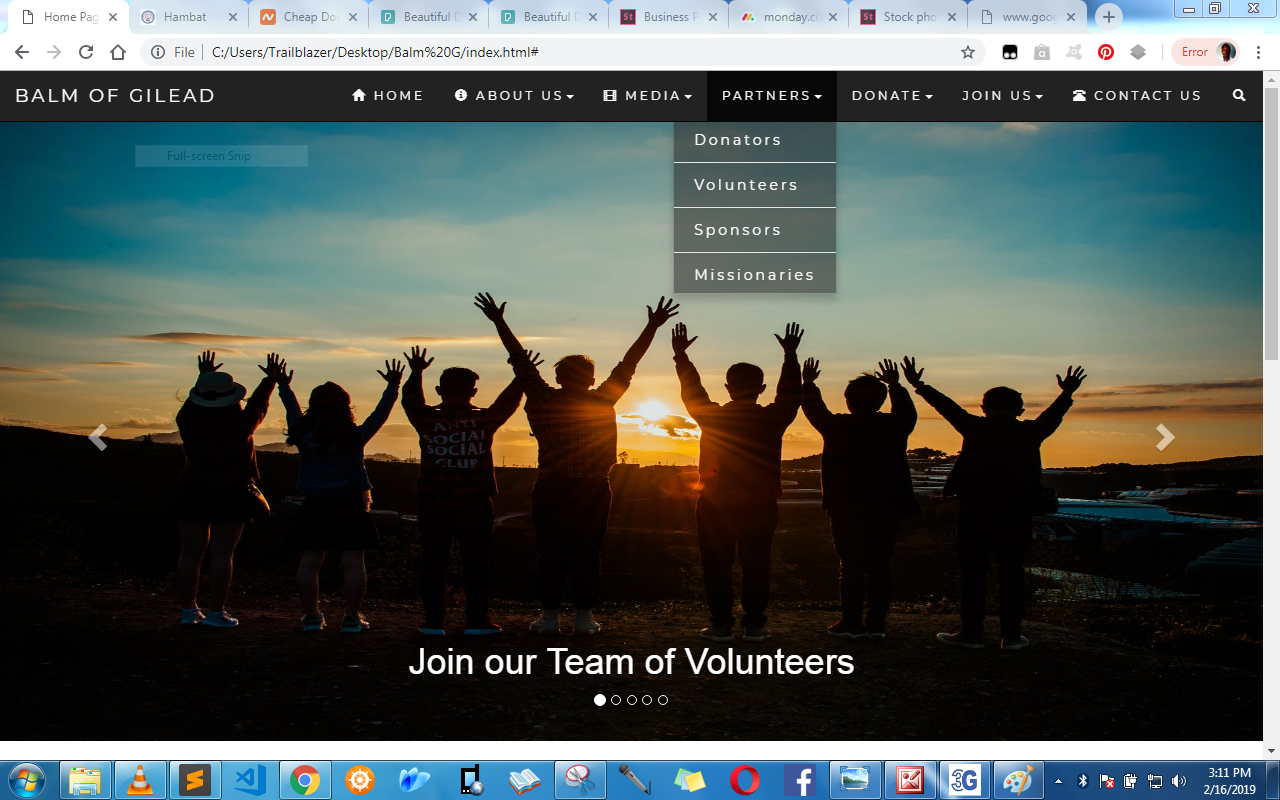 Home Pag
Hambat
Cheap Do
Beautiful D
Beautiful D
Business P
monday.c
Stock pho
www.goog
File
C:/Users/Trailblazer/Desktop/Balm%20G/index.html#
Error
BALM OF GILEAD
HOME
ABOUT US
MEDIA
PARTNERS
DONATE
JOIN US
CONTACT US
Full-screen Snip
Donators
Volunteers
Sponsors
Missionaries
ANTI
SOCIAL
SOCIAL
CLUB
Join our Team of Volunteers
3G
3:11 PM
2/16/2019